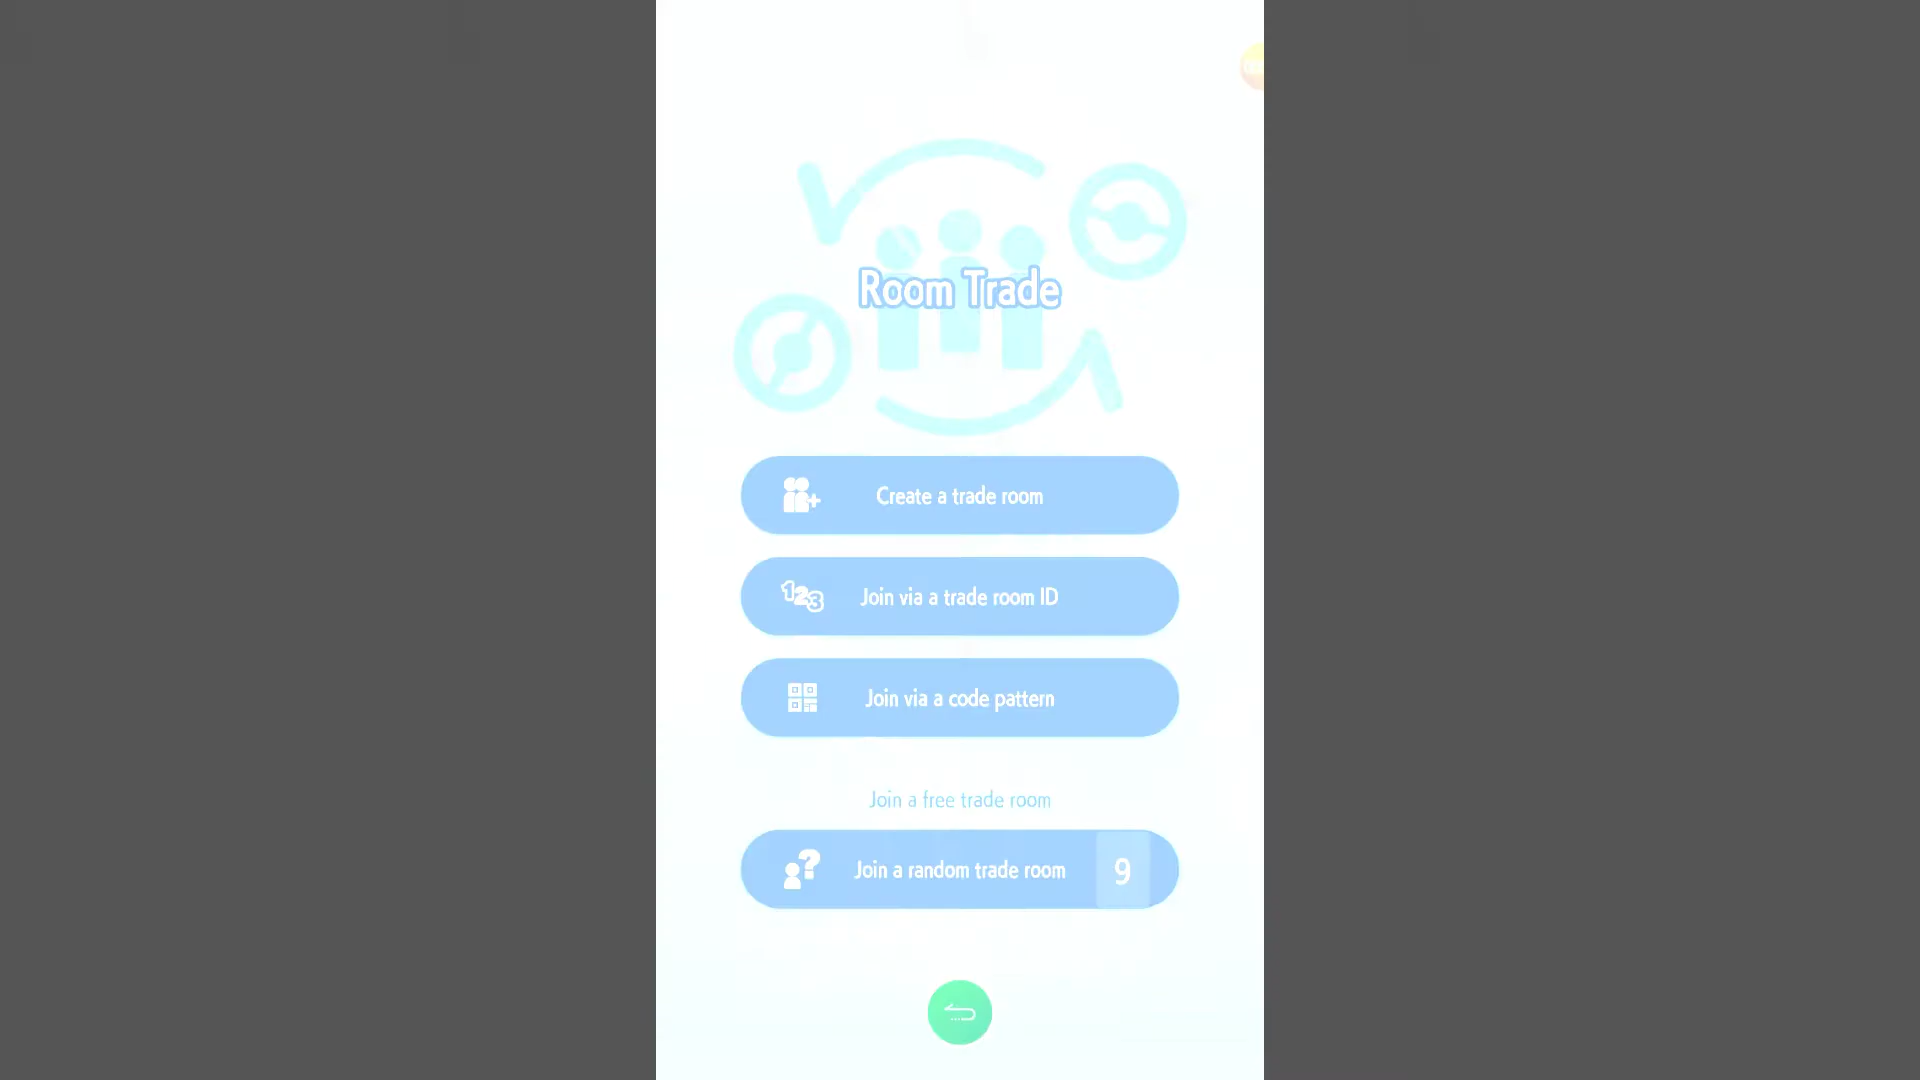 Room Trade
Create a trade room
123
Join via a trade room ID
Join via a code pattern
Join a free trade room
Join a random trade room
9